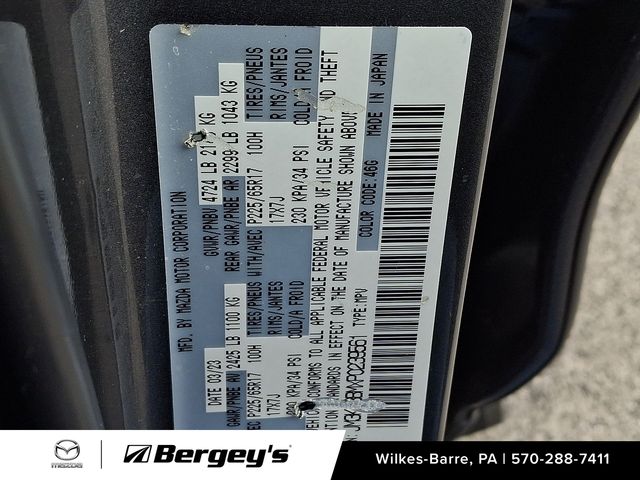 MFD. BY MAZDA MOTOR CORPORATION
DATE 03/23 GVWR/PNBV 4724 LB KG
GAWR/PNBE AV 2425 LB 1100 KG REAR GAWR/PNBE AR 2299 LB 1043 KG
TIRES/PNEUS WITH/AVEC P225/65R17 100H TIRES/PNEUS
P225/65R17 100H RIMS/JANTES 17X7J RIMS/JANTES
17X7J COLD/A FROID 230 KPA/34 PSI COLD/A FROID
KPA/34 PSI
CONFORMS TO ALL APPLICABLE FEDERAL MOTOR SAFETY AND THEFT
STANDARDS IN EFFECT ON THE DATE OF MANUFACTURE SHOWN ABOVE
TYPE:MPV COLOR CODE:46G MADE IN JAPAN
mazda Bergey's Wilkes-Barre, PA | 570-288-7411